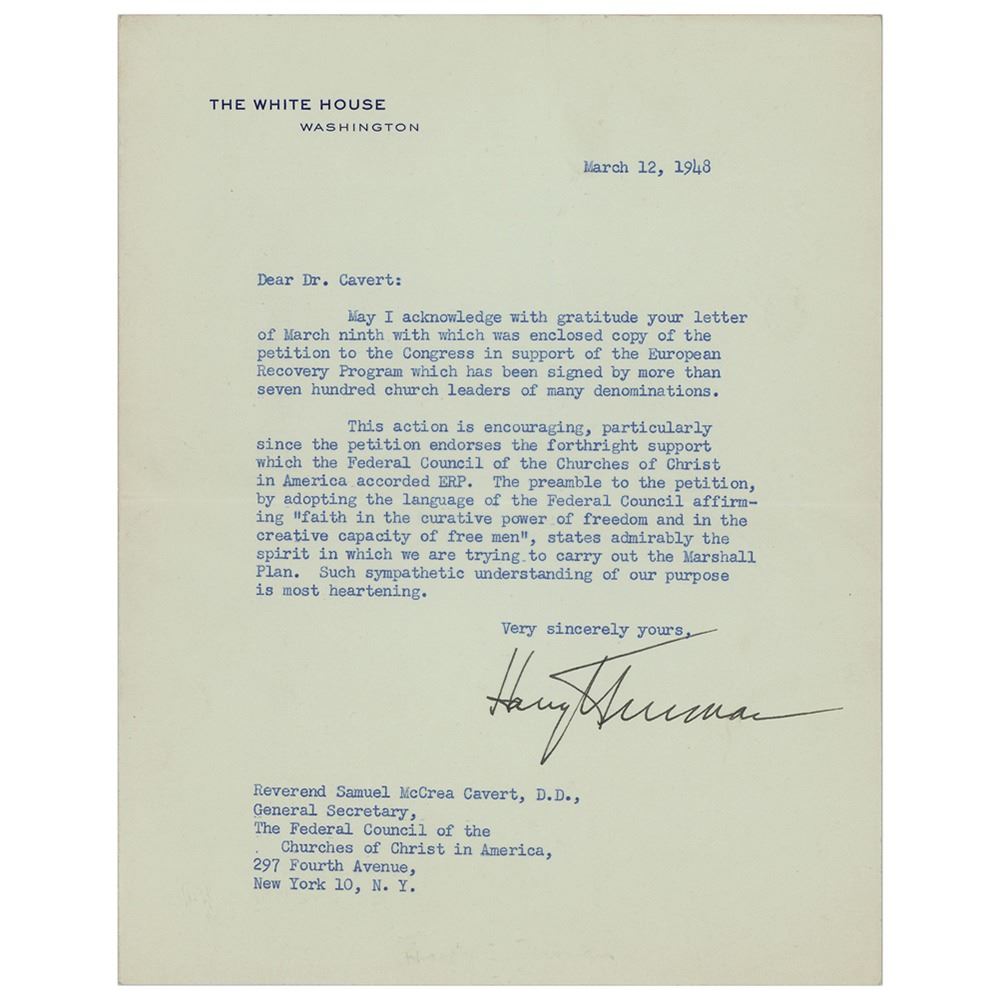 THE WHITE HOUSE
WASHINGTON
March 12, 1948
Dear Dr. Cavert:
May I acknowledge with gratitude your letter
of March ninth with which was enclosed copy of the
petition to the Congress in support of the European
Recovery Program which has been signed by more than
seven hundred church leaders of many denominations.
This action is encouraging, particularly
since the petition endorses the forthright support
which the Federal Council of the Churches of Christ
in America accorded ERP.  The preamble to the petition,
by adopting the language of the Federal Council affirm-
ing "faith in the curative power of freedom and in the
creative capacity of free men", states admirably the
spirit in which we are trying to carry out the Marshall
Plan.  Such sympathetic understanding of our purpose
is most heartening.
Very sincerely yours,
Harry Truman
Reverend Samuel McCrea Cavert, D.D.,
General Secretary,
The Federal Council of the
Churches of Christ in America,
297 Fourth Avenue,
New York 10, N. Y.